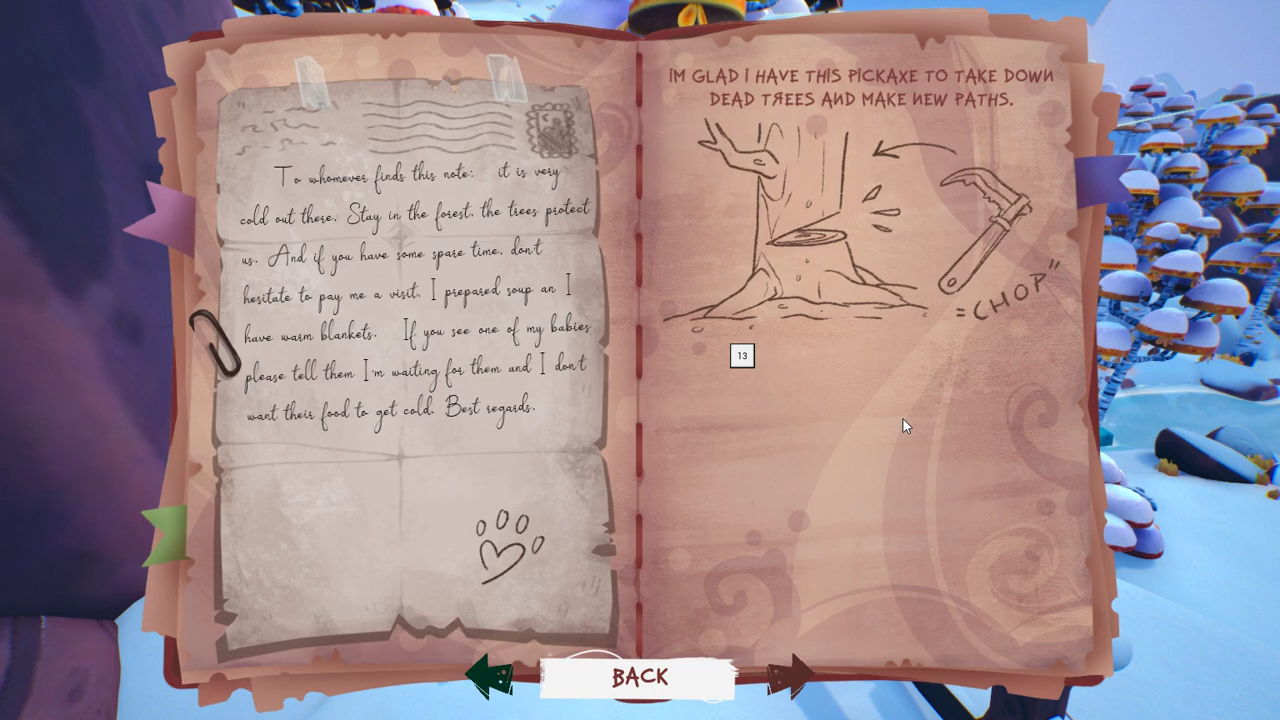 To whomever finds this note: it is very
cold out there. Stay in the forest, the trees protect
us. And if you have some spare time, don't
hesitate to pay me a visit, I prepared soup an I
have warm blankets. If you see one of my babies
please tell them I'm waiting for them and I don't
want their food to get cold. Best regards.
IM GLAD I HAVE THIS PICKAXE TO TAKE DOWN
DEAD TREES AND MAKE NEW PATHS.
=CHOP"
13
BACK